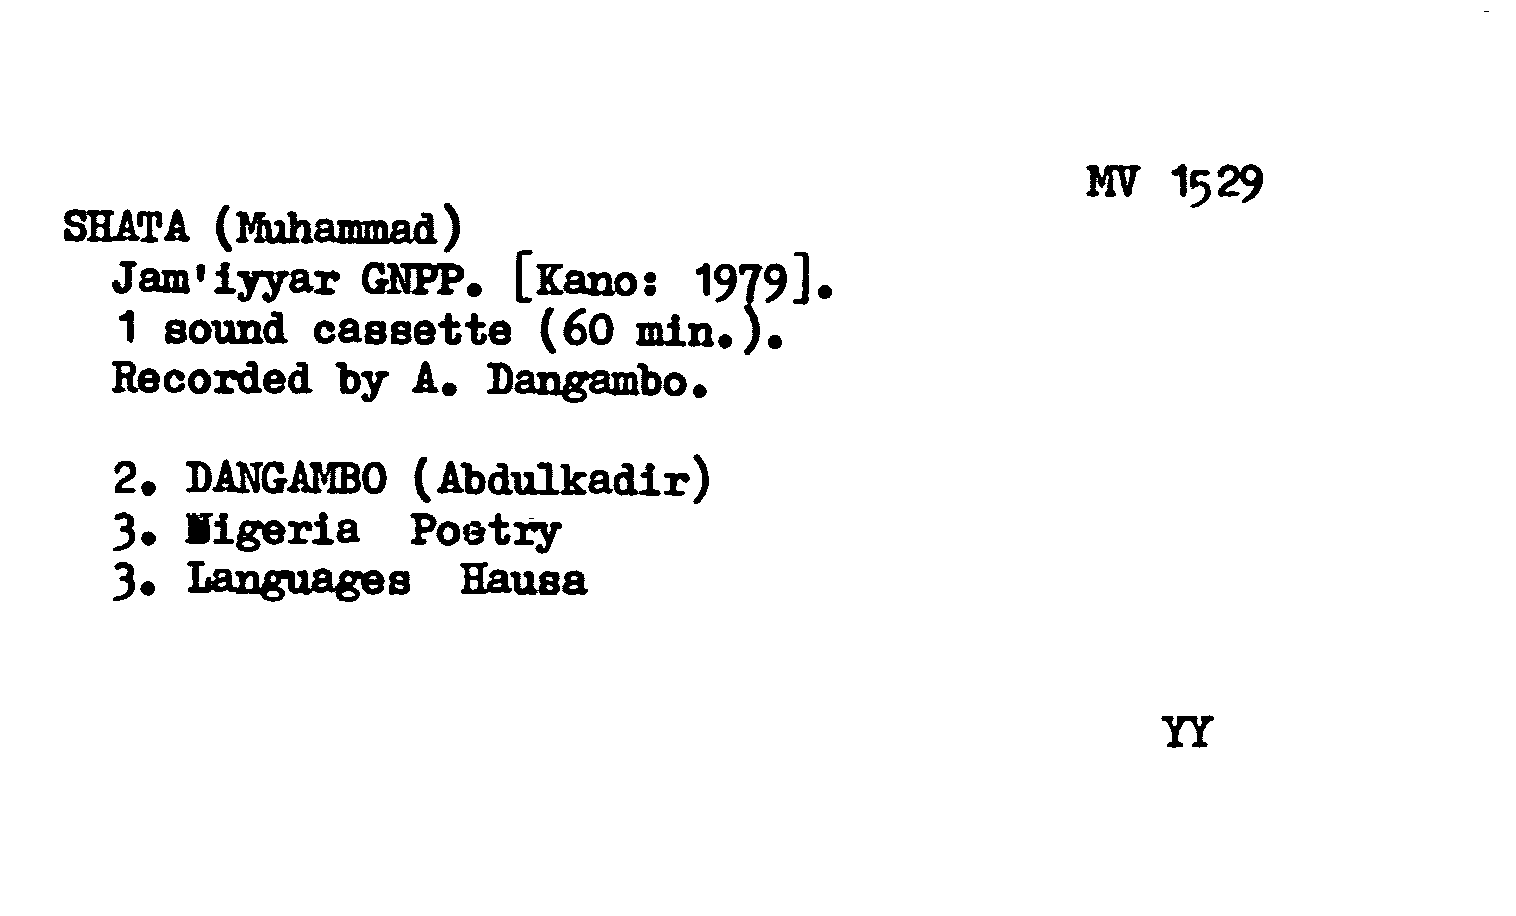 MV 1529
SHATA (Muhammad)
Jam'iyyar GNPP. [Kano: 1979].
1 sound cassette (60 min.).
Recorded by A. Dangambo.
2. DANGAMBO (Abdulkadir)
3. Nigeria Poetry
3. Languages Hausa
YY